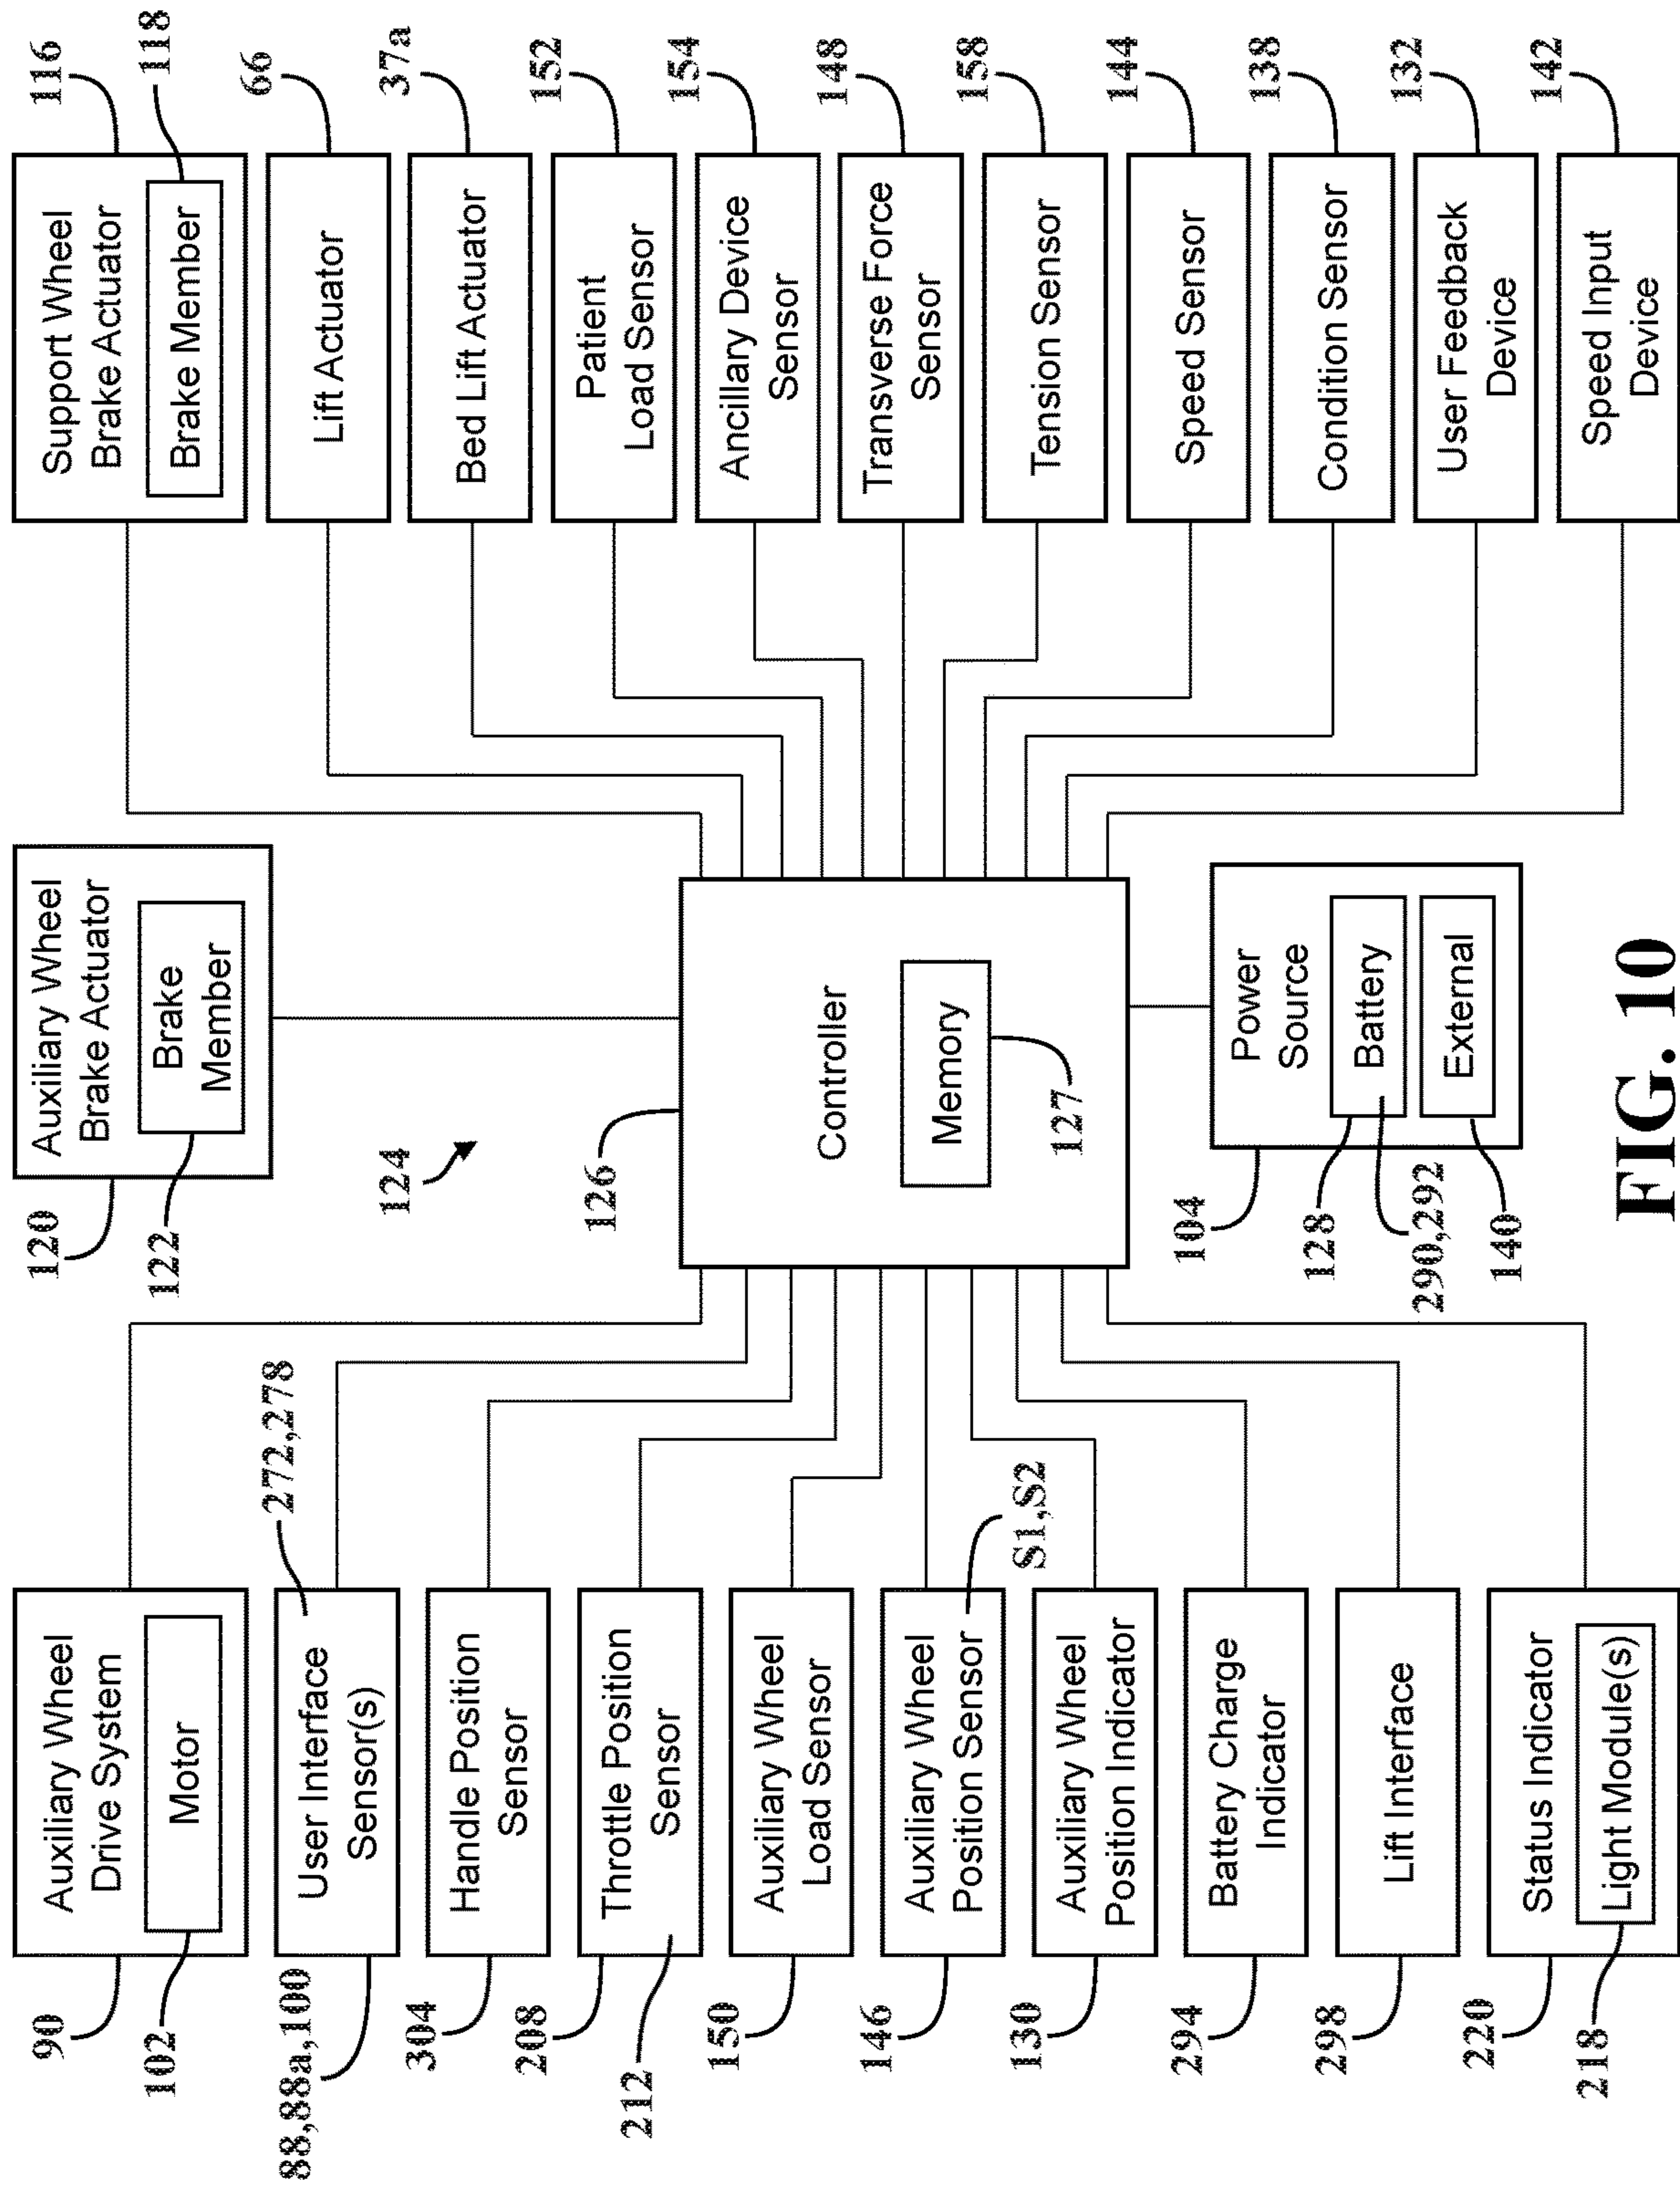 90
Auxiliary Wheel
Drive System
102
Motor
88,88a,100
User Interface
Sensor(s)
272,278
304
Handle Position
Sensor
208
Throttle Position
Sensor
212
150
Auxiliary Wheel
Load Sensor
146
Auxiliary Wheel
Position Sensor
S1,S2
130
Auxiliary Wheel
Position Indicator
294
Battery Charge
Indicator
298
Lift Interface
220
Status Indicator
218
Light Module(s)
120
Auxiliary Wheel
Brake Actuator
122
Brake
Member
124
126
Controller
Memory
127
104
Power
Source
128
Battery
290,292
External
140
116
Support Wheel
Brake Actuator
Brake Member
118
Lift Actuator
66
Bed Lift Actuator
37a
Patient
Load Sensor
152
Ancillary Device
Sensor
154
Transverse Force
Sensor
148
Tension Sensor
158
Speed Sensor
144
Condition Sensor
138
User Feedback
Device
132
Speed Input
Device
142
FIG. 10